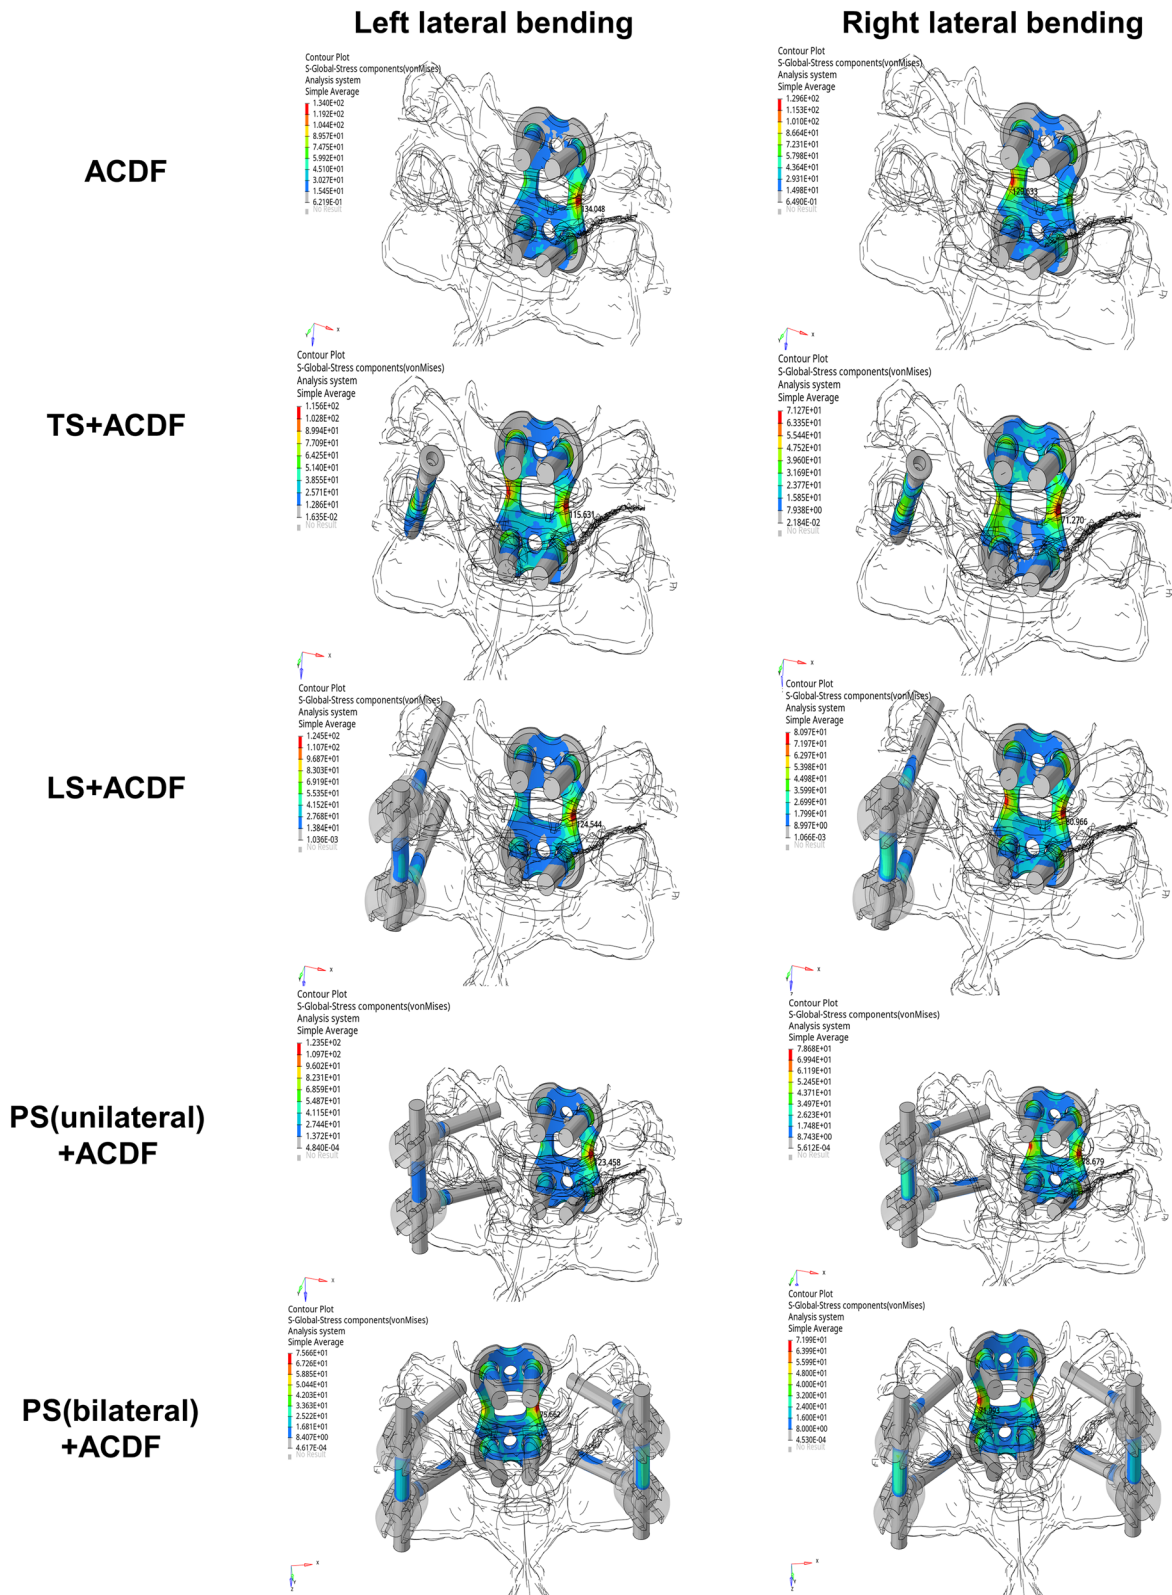 Left lateral bending
Right lateral bending
ACDF
Contour Plot
S-Global-Stress components(vonMises)
Analysis system
Simple Average
1.340E+02
1.192E+02
1.044E+02
8.957E+01
7.475E+01
5.992E+01
4.510E+01
3.027E+01
1.545E+01
6.219E-01
No Result
134.048
X
Contour Plot
S-Global-Stress components(vonMises)
Analysis system
Simple Average
1.296E+02
1.153E+02
1.010E+02
8.664E+01
7.231E+01
5.798E+01
4.364E+01
2.931E+01
1.498E+01
6.490E-01
No Result
X
TS+ACDF
Contour Plot
S-Global-Stress components(vonMises)
Analysis system
Simple Average
1.156E+02
1.028E+02
8.994E+01
7.709E+01
6.425E+01
5.140E+01
3.855E+01
2.571E+01
1.286E+01
1.635E-02
No Result
115.631
X
Contour Plot
S-Global-Stress components(vonMises)
Analysis system
Simple Average
7.127E+01
6.335E+01
5.544E+01
4.752E+01
3.960E+01
3.169E+01
2.377E+01
1.585E+01
7.938E+00
2.184E-02
No Result
71.270
X
LS+ACDF
Contour Plot
S-Global-Stress components(vonMises)
Analysis system
Simple Average
1.245E+02
1.107E+02
9.687E+01
8.303E+01
6.919E+01
5.535E+01
4.152E+01
2.768E+01
1.384E+01
1.036E-03
No Result
124.544
X
Contour Plot
S-Global-Stress components(vonMises)
Analysis system
Simple Average
8.097E+01
7.197E+01
6.297E+01
5.398E+01
4.498E+01
3.599E+01
2.699E+01
1.799E+01
8.997E+00
1.066E-03
No Result
80.966
X
PS(unilateral)
+ACDF
Contour Plot
S-Global-Stress components(vonMises)
Analysis system
Simple Average
1.235E+02
1.097E+02
9.602E+01
8.231E+01
6.859E+01
5.487E+01
4.115E+01
2.744E+01
1.372E+01
4.840E-04
No Result
123.458
X
Contour Plot
S-Global-Stress components(vonMises)
Analysis system
Simple Average
7.868E+01
6.994E+01
6.119E+01
5.245E+01
4.371E+01
3.497E+01
2.623E+01
1.748E+01
8.743E+00
5.612E-04
No Result
78.679
X
PS(bilateral)
+ACDF
Contour Plot
S-Global-Stress components(vonMises)
Analysis system
Simple Average
7.566E+01
6.726E+01
5.885E+01
5.044E+01
4.203E+01
3.363E+01
2.522E+01
1.681E+01
8.407E+00
4.617E-04
No Result
75.662
X
Y
Z
Contour Plot
S-Global-Stress components(vonMises)
Analysis system
Simple Average
7.199E+01
6.399E+01
5.599E+01
4.800E+01
4.000E+01
3.200E+01
2.400E+01
1.600E+01
8.000E+00
4.530E-04
No Result
X
Y
Z